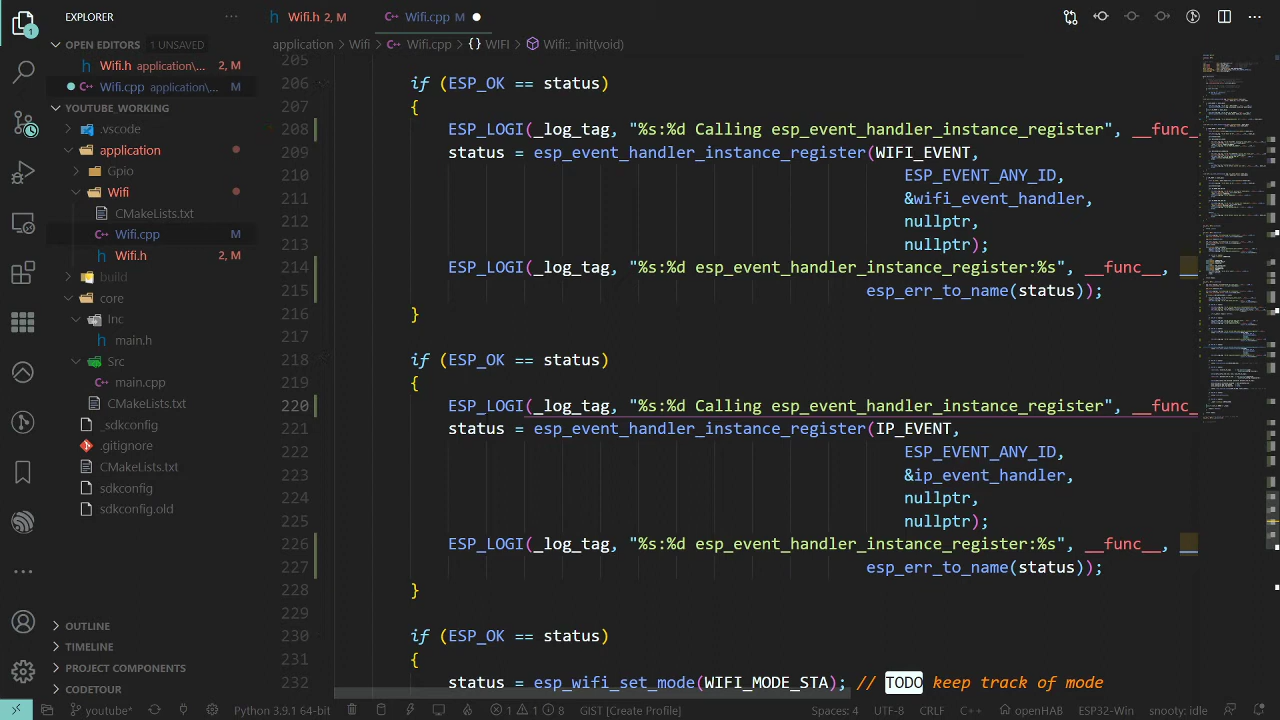 EXPLORER
OPEN EDITORS 1 UNSAVED
Wifi.h application\... 2, M
Wifi.cpp application\... M
YOUTUBE_WORKING
.vscode
application
Gpio
Wifi
CMakeLists.txt
Wifi.cpp M
Wifi.h 2, M
build
core
Inc
main.h
Src
main.cpp
CMakeLists.txt
_sdkconfig
.gitignore
CMakeLists.txt
sdkconfig
sdkconfig.old
OUTLINE
TIMELINE
PROJECT COMPONENTS
CODETOUR
Wifi.h 2, M Wifi.cpp M
application > Wifi > Wifi.cpp > {} WIFI > Wifi::_init(void)
205
206 if (ESP_OK == status)
207 {
208 ESP_LOGI(_log_tag, "%s:%d Calling esp_event_handler_instance_register", __func_
209 status = esp_event_handler_instance_register(WIFI_EVENT,
210 ESP_EVENT_ANY_ID,
211 &wifi_event_handler,
212 nullptr,
213 nullptr);
214 ESP_LOGI(_log_tag, "%s:%d esp_event_handler_instance_register:%s", __func__, __
215 esp_err_to_name(status));
216 }
217
218 if (ESP_OK == status)
219 {
220 ESP_LOGI(_log_tag, "%s:%d Calling esp_event_handler_instance_register", __func_
221 status = esp_event_handler_instance_register(IP_EVENT,
222 ESP_EVENT_ANY_ID,
223 &ip_event_handler,
224 nullptr,
225 nullptr);
226 ESP_LOGI(_log_tag, "%s:%d esp_event_handler_instance_register:%s", __func__, __
227 esp_err_to_name(status));
228 }
229
230 if (ESP_OK == status)
231 {
232 status = esp_wifi_set_mode(WIFI_MODE_STA); // TODO keep track of mode
youtube* Python 3.9.1 64-bit 1 1 8 GIST [Create Profile] Spaces: 4 UTF-8 CRLF C++ openHAB ESP32-Win snooty: idle